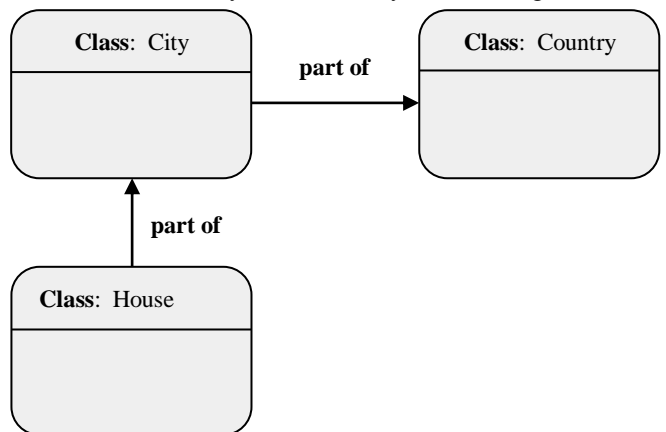 Class: City
Class: Country
part of
part of
Class: House